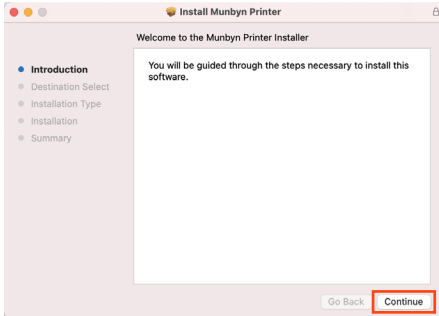 Install Munbyn Printer
Welcome to the Munbyn Printer Installer
Introduction
Destination Select
Installation Type
Installation
Summary
You will be guided through the steps necessary to install this
software.
Go Back
Continue